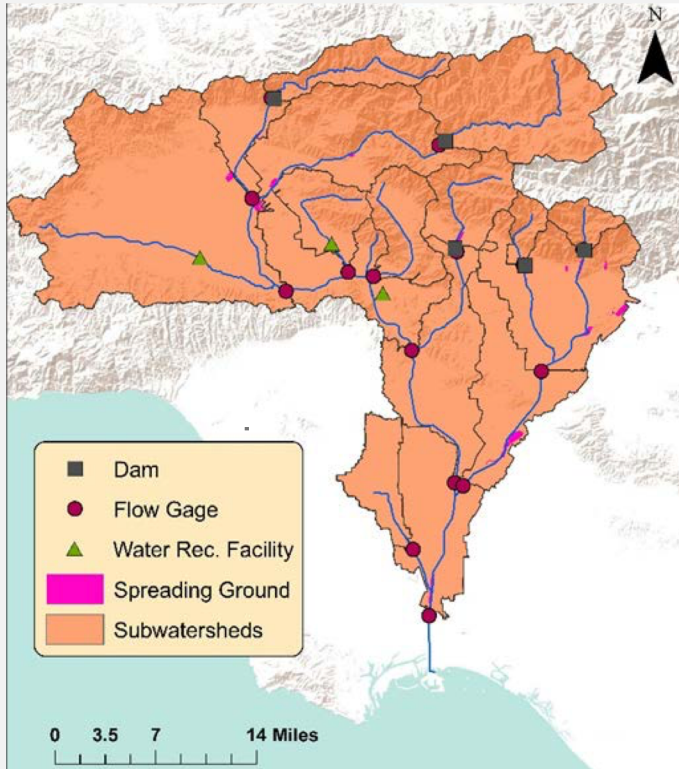 N
Dam
Flow Gage
Water Rec. Facility
Spreading Ground
Subwatersheds
0 3.5 7 14 Miles